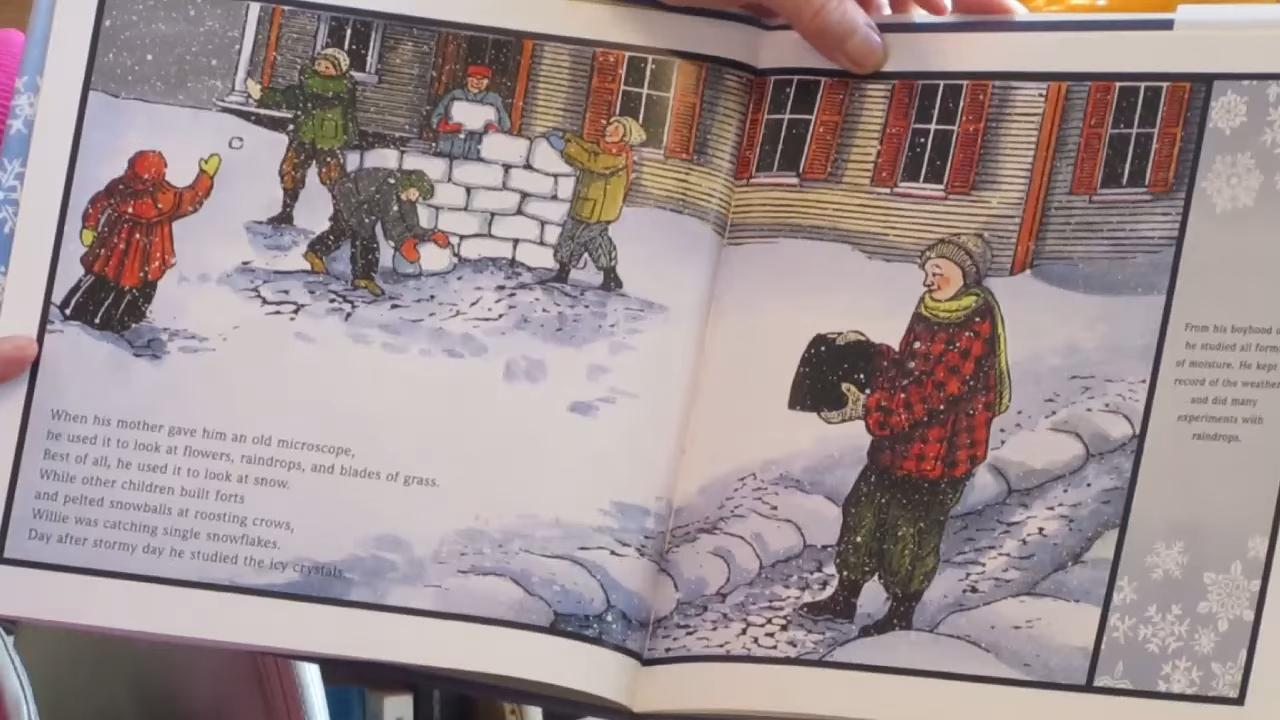 When his mother gave him an old microscope,
he used it to look at flowers, raindrops, and blades of grass.
Best of all, he used it to look at snow.
While other children built forts
and pelted snowballs at roosting crows,
Willie was catching single snowflakes.
Day after stormy day he studied the icy crystals.
From his boyhood
he studied all forms
of moisture. He kept
record of the weather
and did many
experiments with
raindrops.